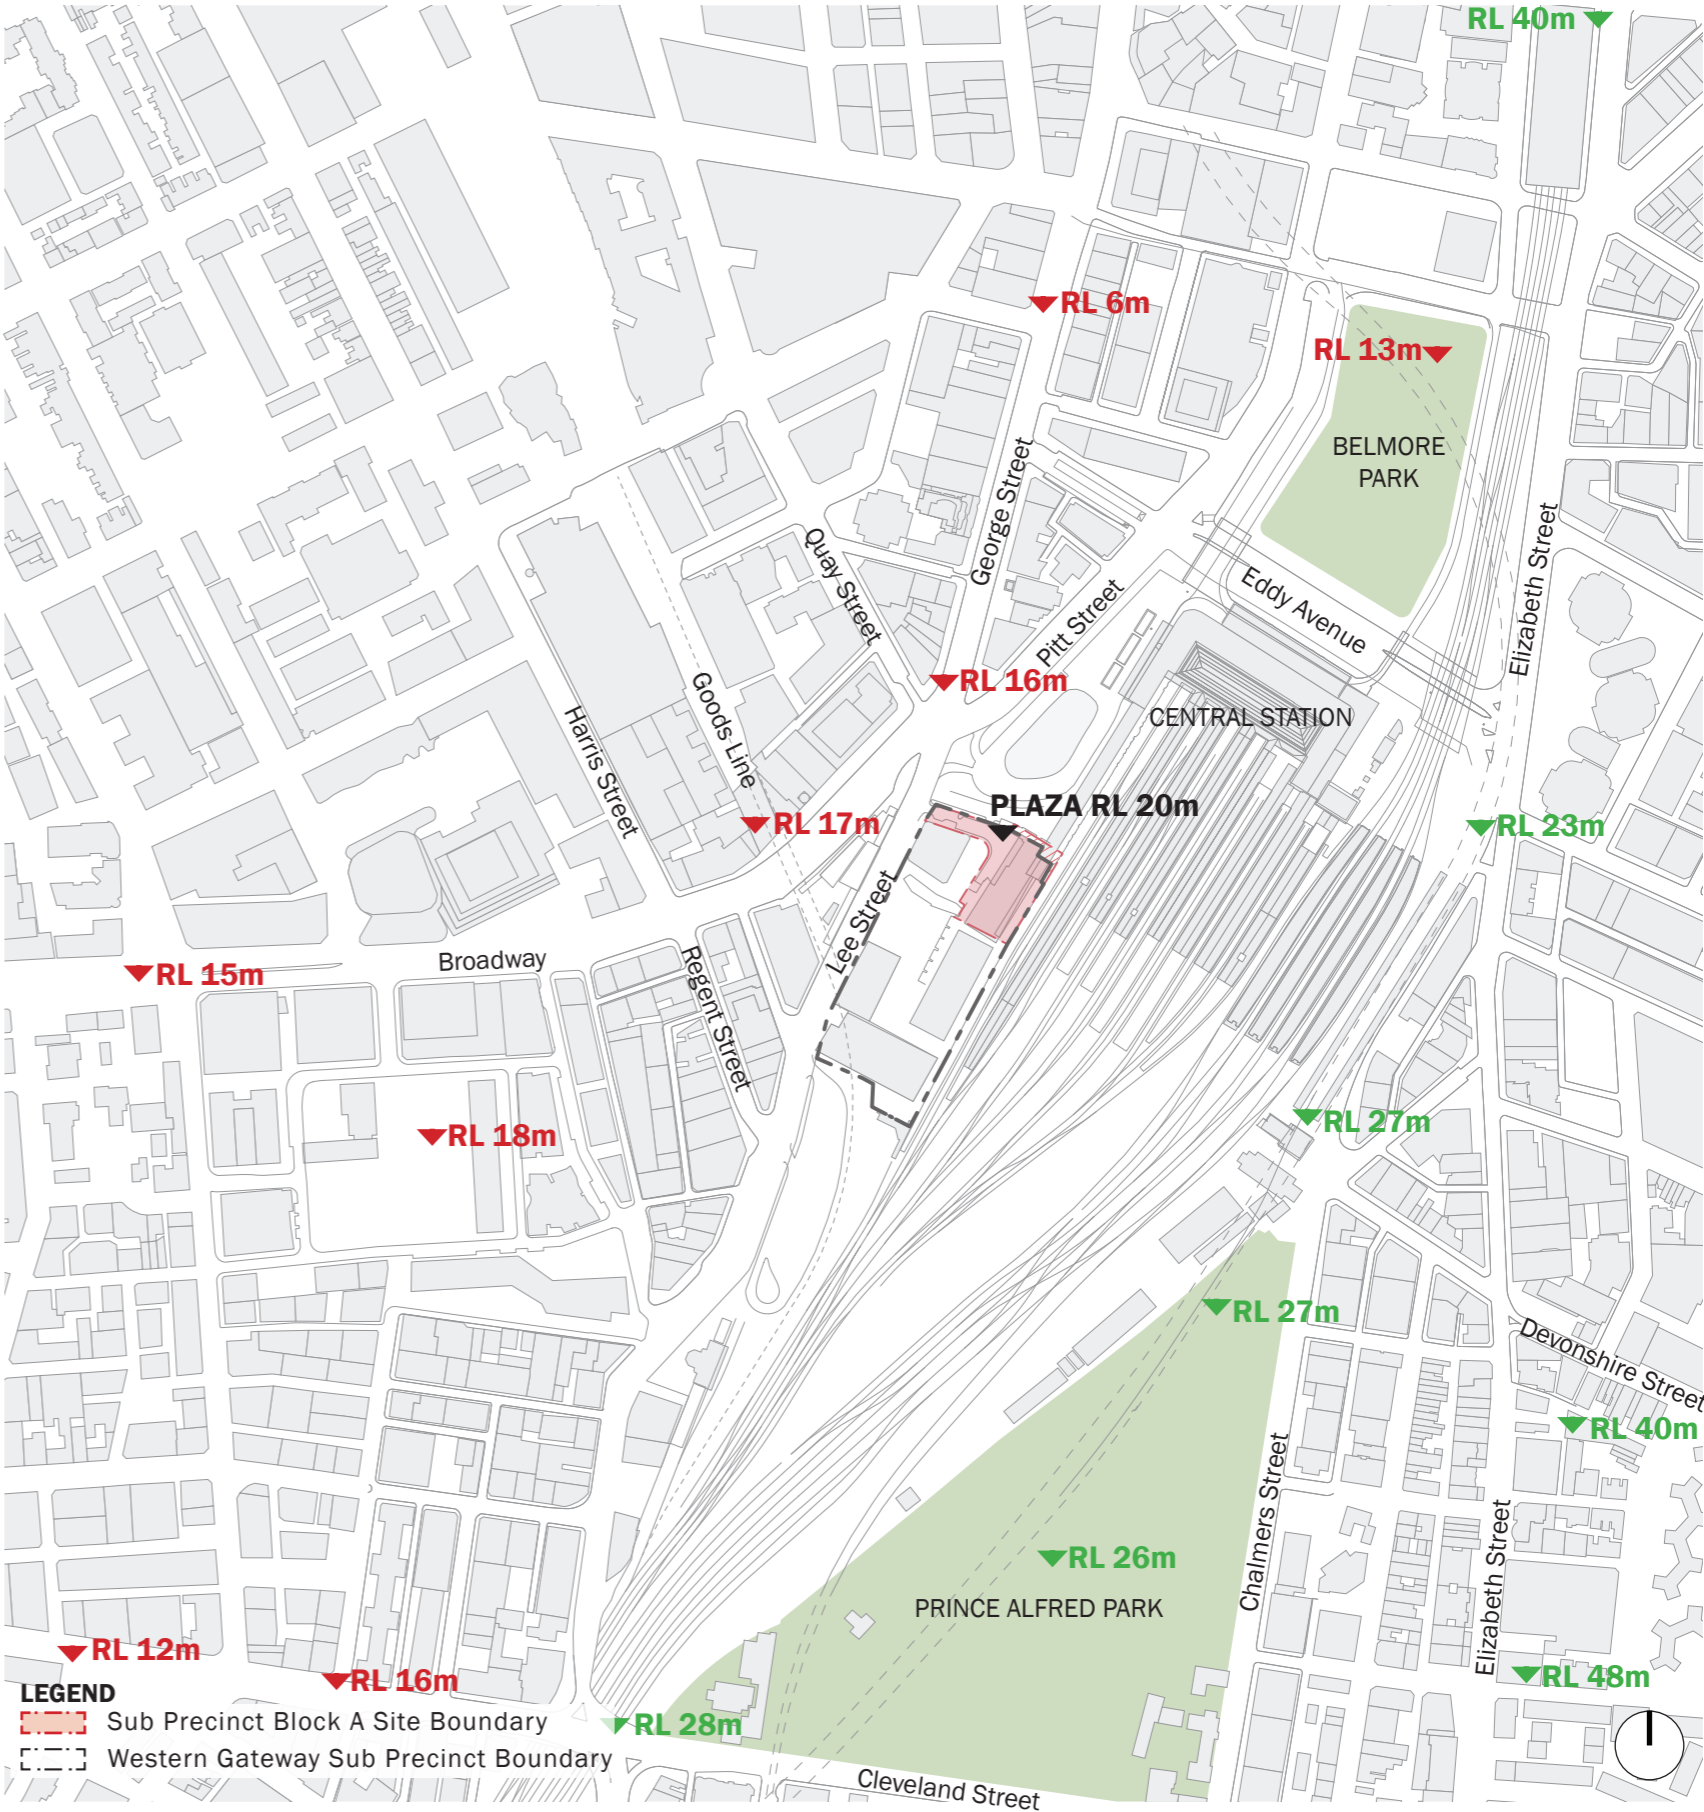 RL 40m
RL 6m
RL 13m
BELMORE
PARK
George Street
Quay Street
Elizabeth Street
Eddy Avenue
Pitt Street
RL 16m
Goods Line
Harris Street
CENTRAL STATION
PLAZA RL 20m
RL 17m
RL 23m
Lee Street
Broadway
Regent Street
RL 15m
RL 18m
RL 27m
RL 27m
Devonshire Street
RL 40m
Chalmers Street
Elizabeth Street
RL 26m
PRINCE ALFRED PARK
RL 12m
RL 16m
RL 48m
RL 28m
LEGEND
Sub Precinct Block A Site Boundary
Western Gateway Sub Precinct Boundary
Cleveland Street